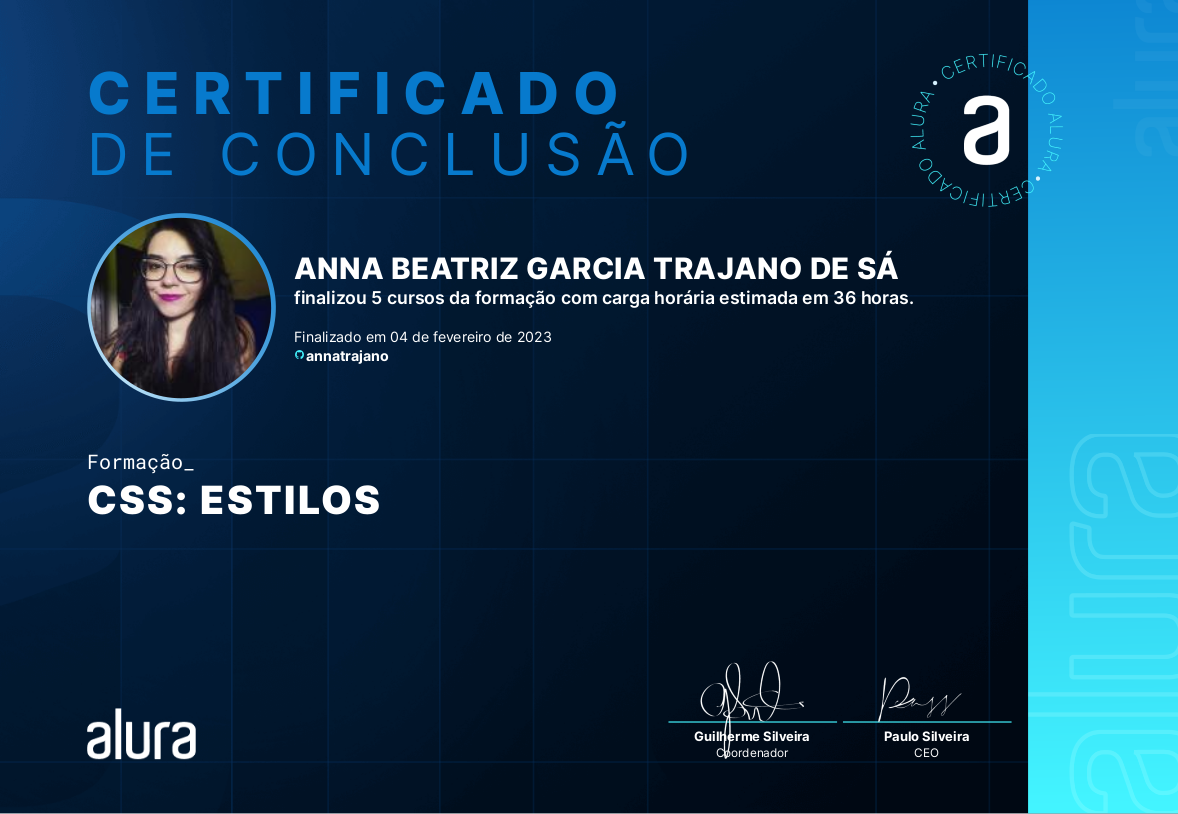 CERTIFICADO
DE CONCLUSÃO
CERTIFICADO ALURA • CERTIFICADO ALURA •
a
ANNA BEATRIZ GARCIA TRAJANO DE SÁ
finalizou 5 cursos da formação com carga horária estimada em 36 horas.
Finalizado em 04 de fevereiro de 2023
annatrajano
Formação_
CSS: ESTILOS
alura
Guilherme Silveira
Coordenador
Paulo Silveira
CEO
alura
alura